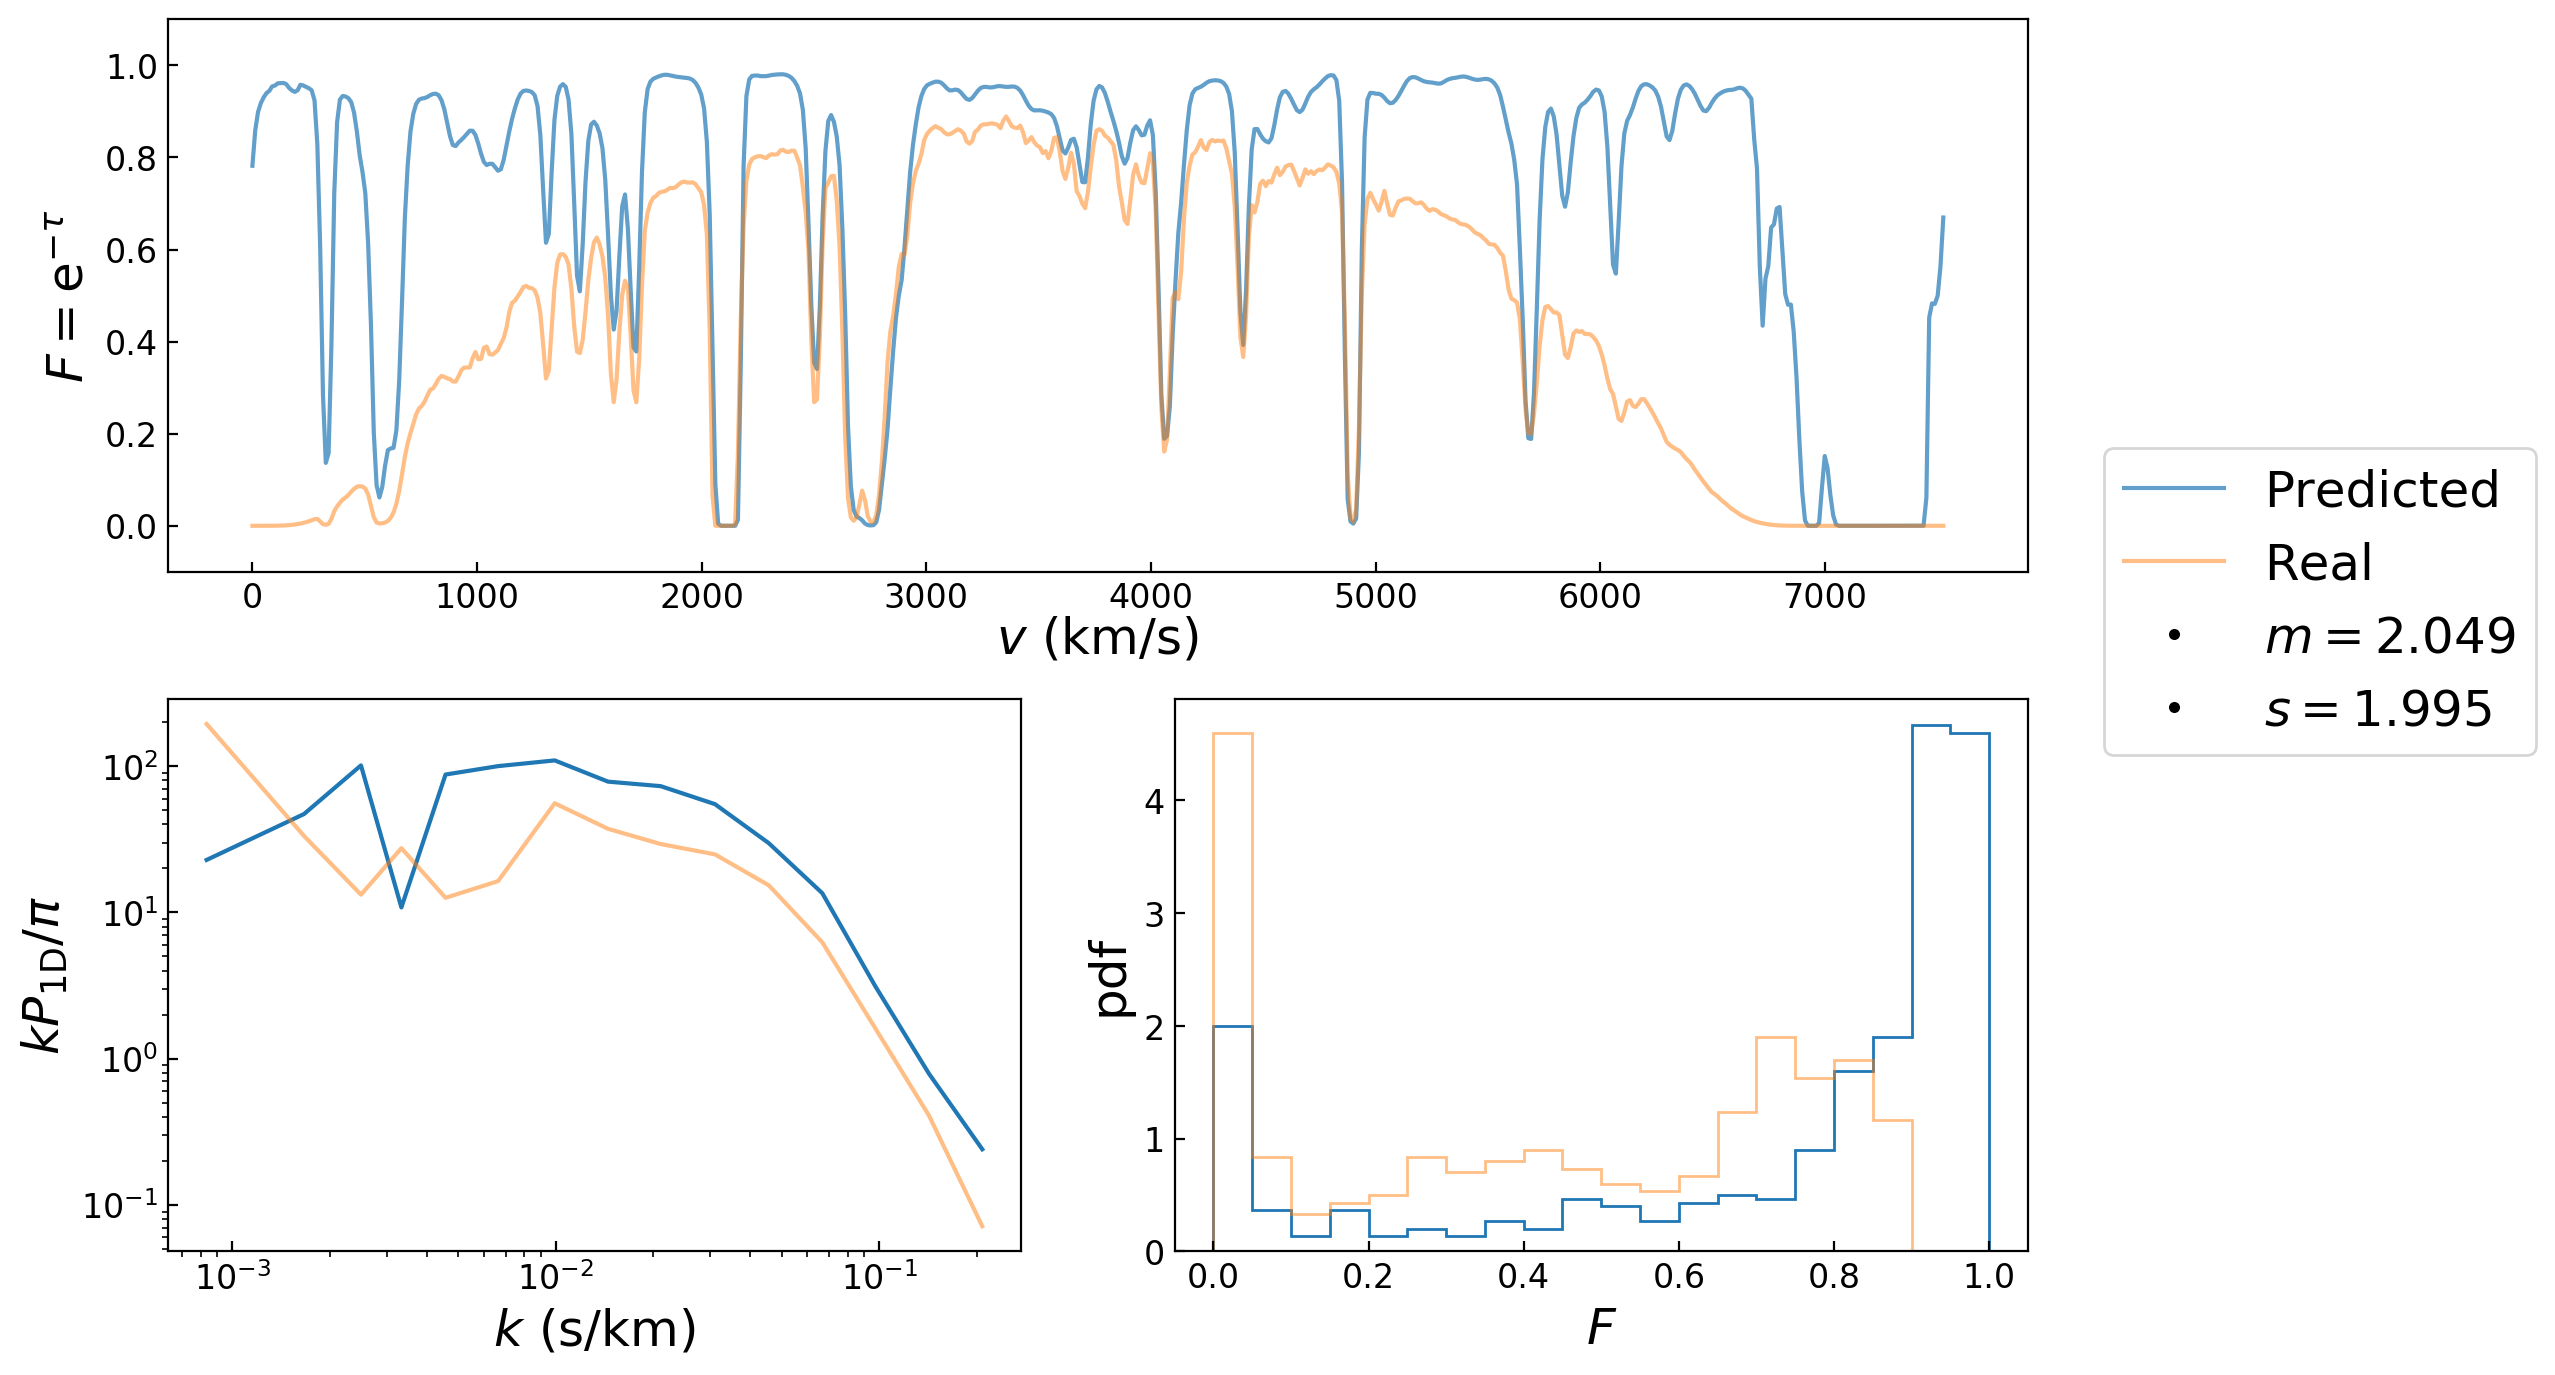 1.0
0.8
0.6
0.4
0.2
0.0
F = e^{−τ}
0 1000 2000 3000 4000 5000 6000 7000
v (km/s)
Predicted
Real
m = 2.049
s = 1.995
10^2
10^1
10^0
10^{−1}
kP_{1D}/π
10^{−3} 10^{−2} 10^{−1}
k (s/km)
4
3
2
1
0
pdf
0.0 0.2 0.4 0.6 0.8 1.0
F